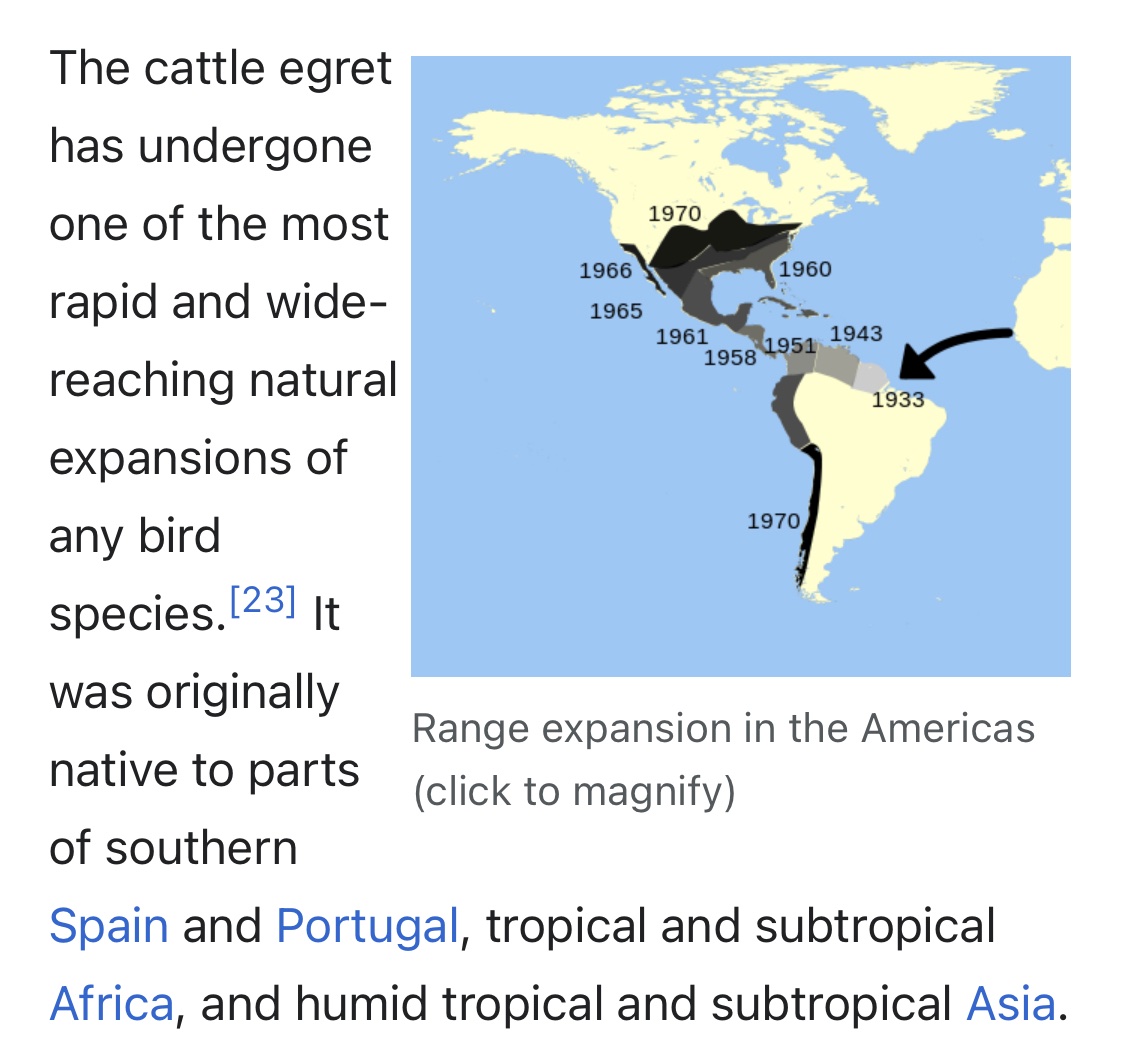 The cattle egret
has undergone
one of the most
rapid and wide-
reaching natural
expansions of
any bird
species.[23] It
was originally
native to parts
of southern
Spain and Portugal, tropical and subtropical
Africa, and humid tropical and subtropical Asia.
1970
1966
1960
1965
1943
1961
1951
1958
1933
1970
Range expansion in the Americas
(click to magnify)